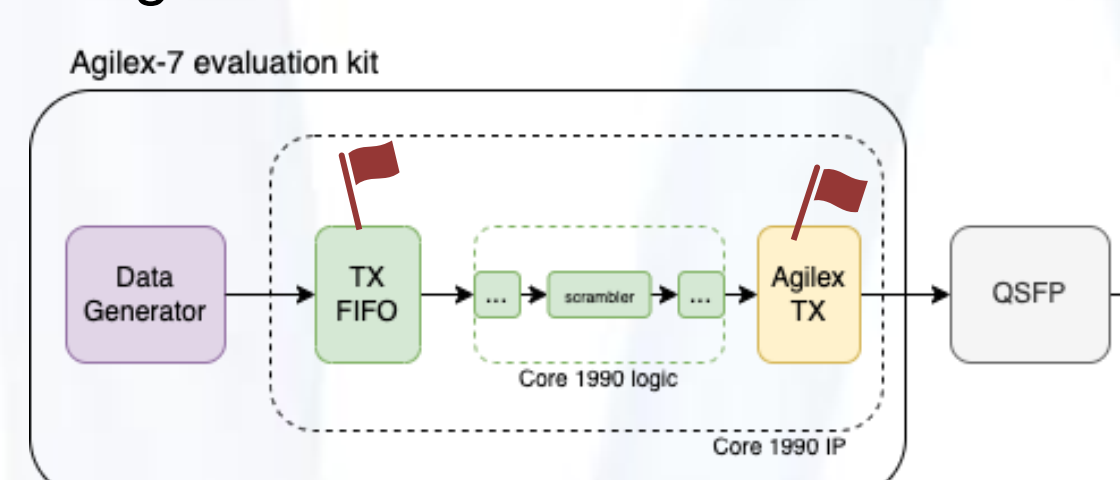 Agilex-7 evaluation kit
Data
Generator
TX
FIFO
...
scrambler
...
Agilex
TX
QSFP
Core 1990 logic
Core 1990 IP